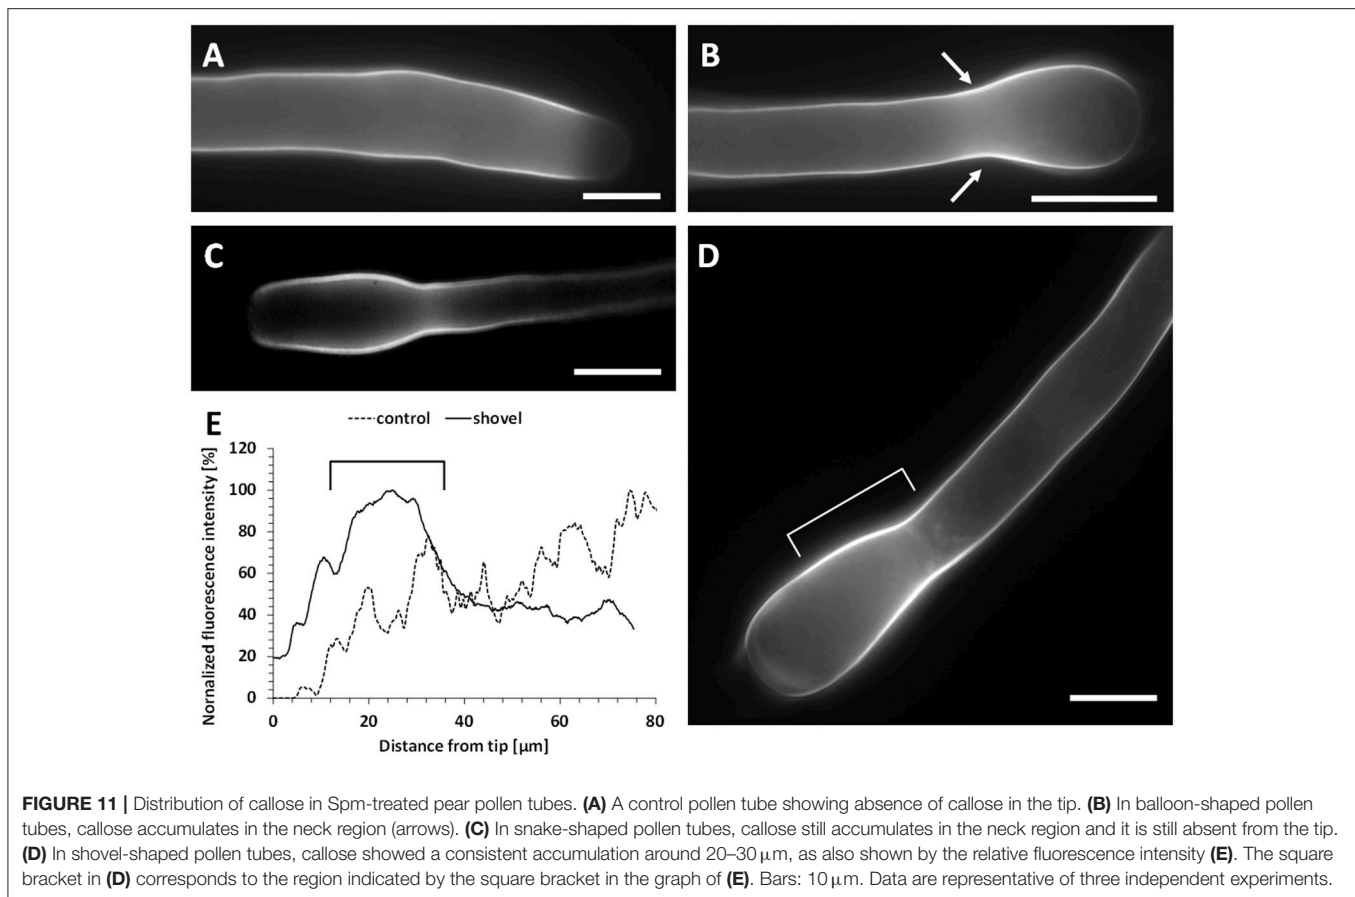 A
B
C
D
E
control shovel
Nornalized fluorescence intensity [%]
120
100
80
60
40
20
0
0 20 40 60 80
Distance from tip [µm]
FIGURE 11 | Distribution of callose in Spm-treated pear pollen tubes. (A) A control pollen tube showing absence of callose in the tip. (B) In balloon-shaped pollen
tubes, callose accumulates in the neck region (arrows). (C) In snake-shaped pollen tubes, callose still accumulates in the neck region and it is still absent from the tip.
(D) In shovel-shaped pollen tubes, callose showed a consistent accumulation around 20–30 µm, as also shown by the relative fluorescence intensity (E). The square
bracket in (D) corresponds to the region indicated by the square bracket in the graph of (E). Bars: 10 µm. Data are representative of three independent experiments.